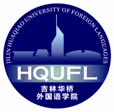 JILIN HUAQIAO UNIVERSITY OF FOREIGN LANGUAGES
HQUFL
吉林华桥
外国语学院